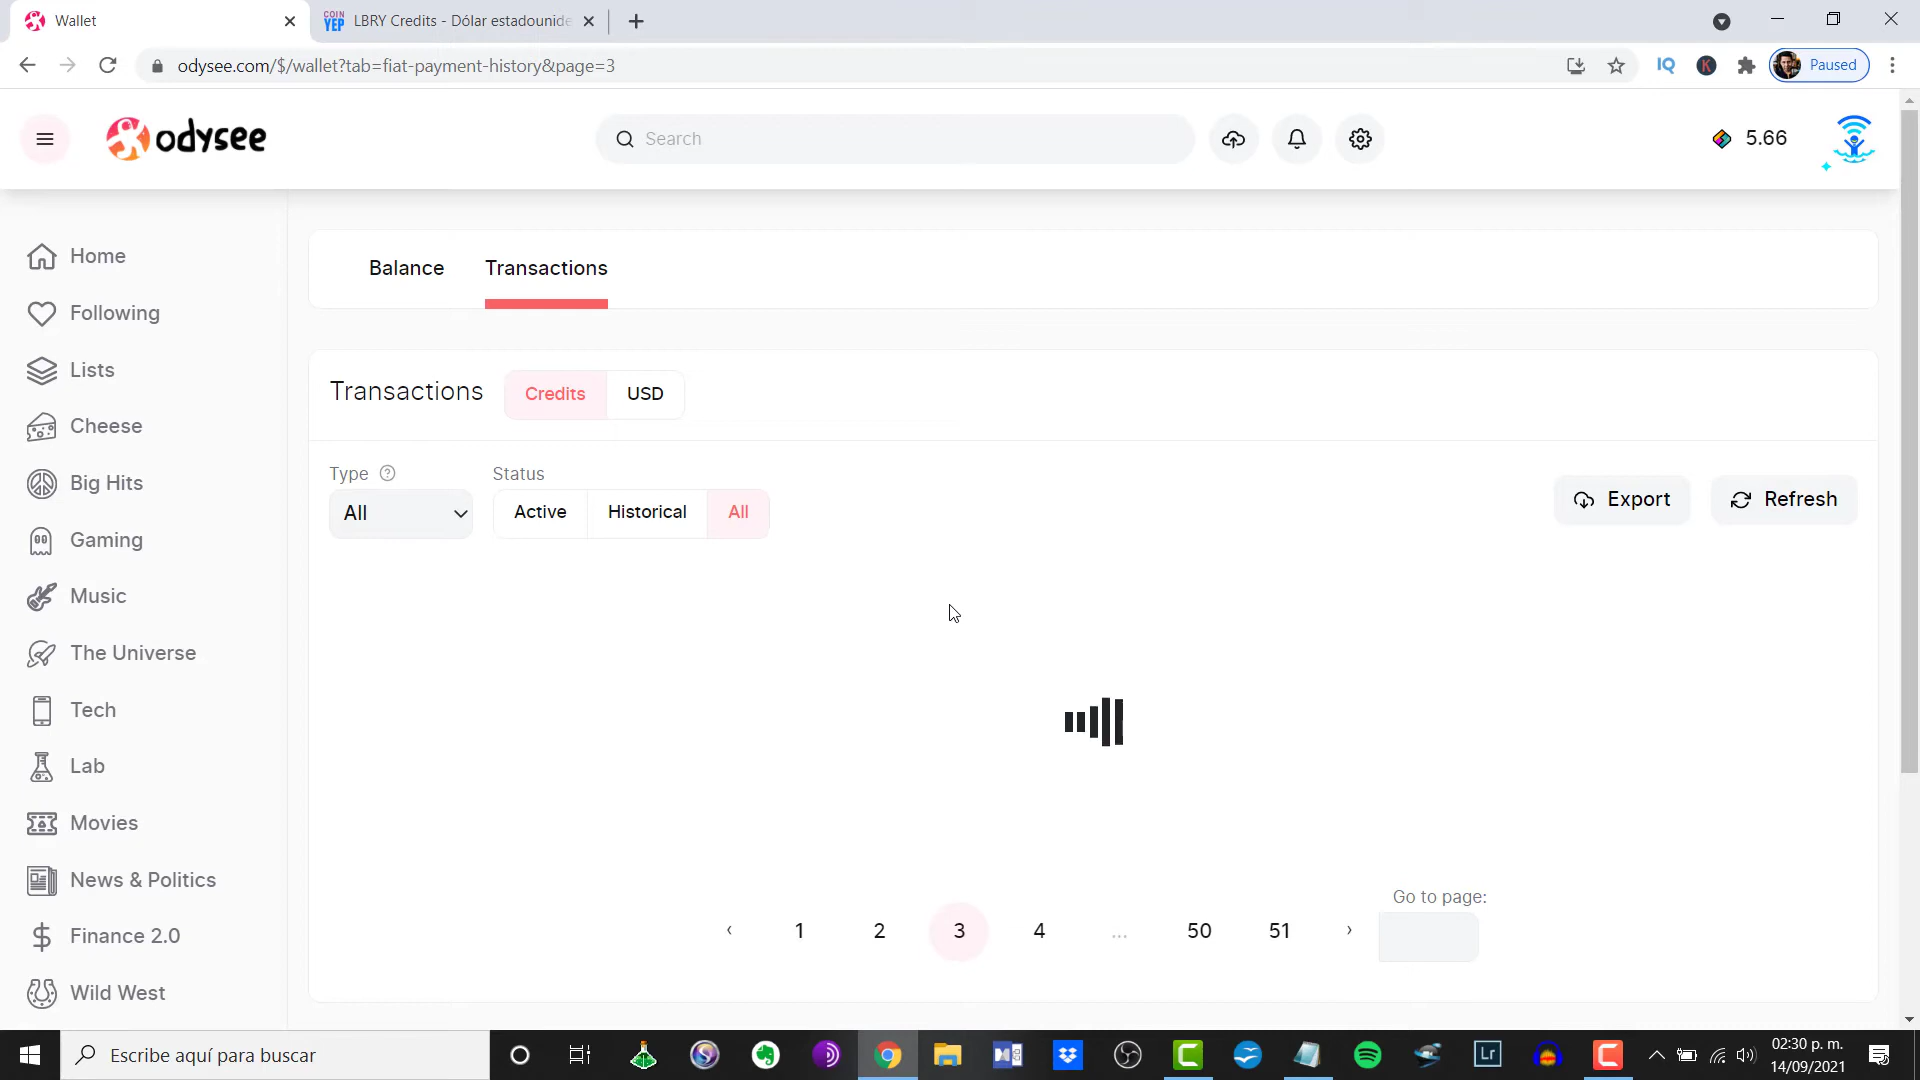 Wallet
COIN YEP LBRY Credits - Dólar estadounide
odysee.com/$/wallet?tab=fiat-payment-history&page=3
IQ K Paused
odysee
Search
5.66
Home
Following
Lists
Cheese
Big Hits
Gaming
Music
The Universe
Tech
Lab
Movies
News & Politics
Finance 2.0
Wild West
Balance Transactions
Transactions Credits USD
Type ? Status
All Active Historical All
Export Refresh
Go to page:
‹ 1 2 3 4 ... 50 51 ›
Escribe aquí para buscar
Lr
02:30 p. m.
14/09/2021